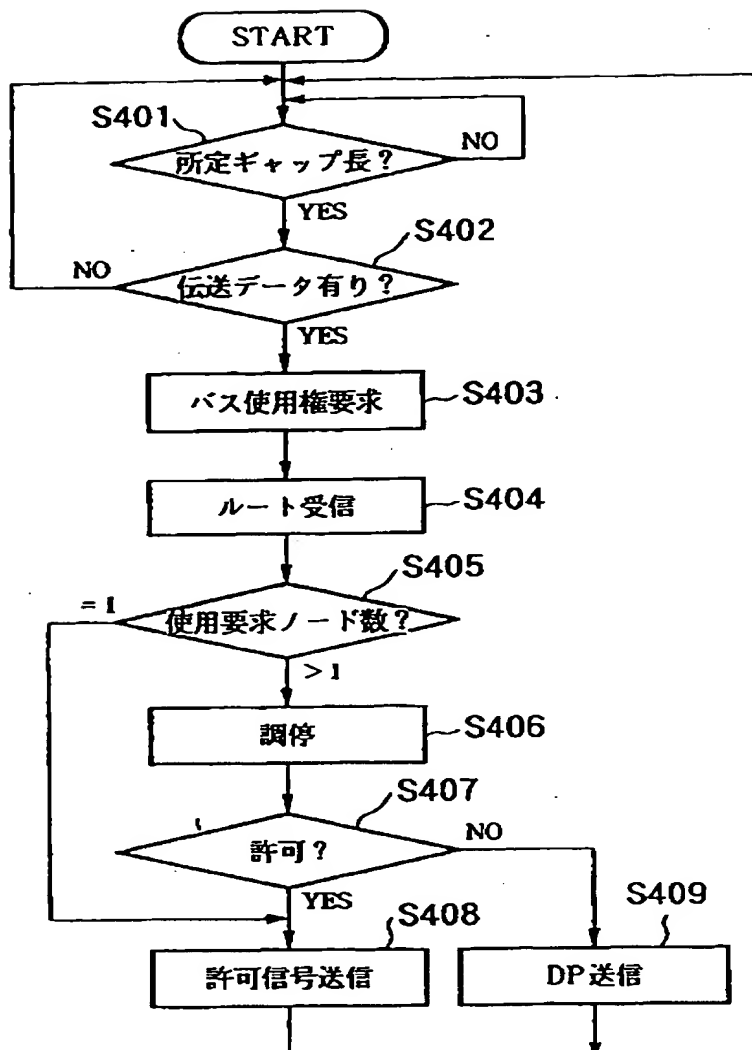 START
S401
所定ギャップ長?
NO
YES
S402
NO
伝送データ有り?
YES
バス使用権要求
S403
ルート受信
S404
S405
=1
使用要求ノード数?
>1
調停
S406
S407
許可?
NO
YES
S408
S409
許可信号送信
DP送信